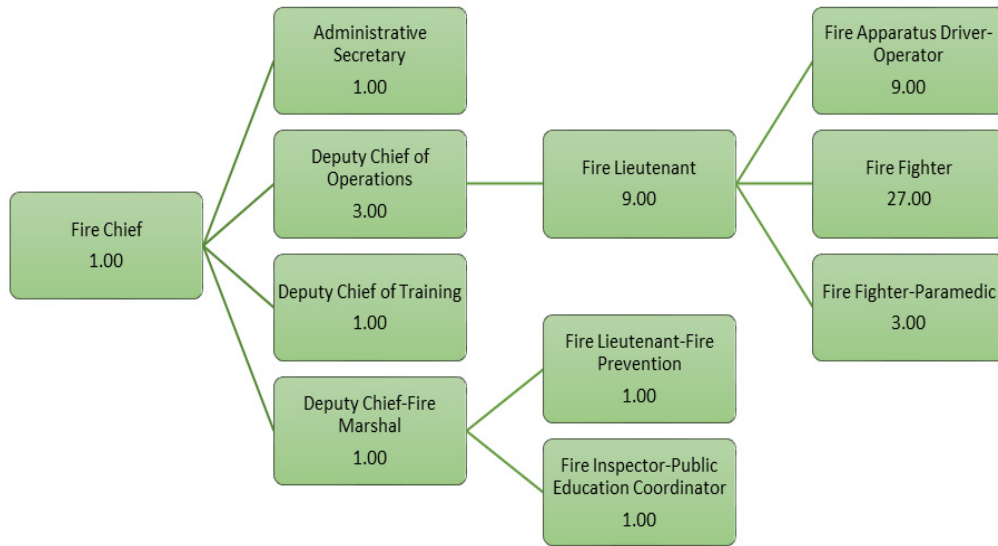 Fire Chief
1.00
Administrative
Secretary
1.00
Deputy Chief of
Operations
3.00
Deputy Chief of Training
1.00
Deputy Chief-Fire
Marshal
1.00
Fire Lieutenant
9.00
Fire Lieutenant-Fire
Prevention
1.00
Fire Inspector-Public
Education Coordinator
1.00
Fire Apparatus Driver-
Operator
9.00
Fire Fighter
27.00
Fire Fighter-Paramedic
3.00